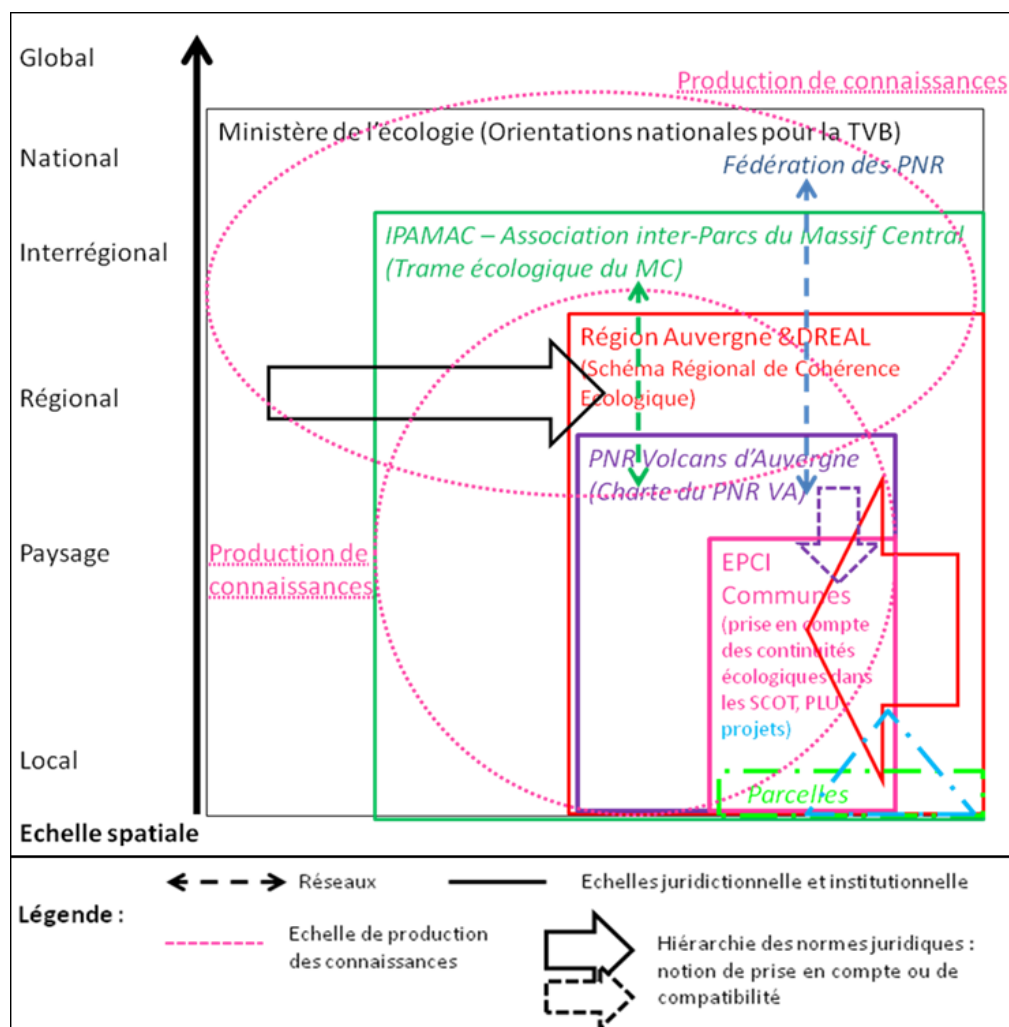 Global
Production de connaissances
Ministère de l'écologie (Orientations nationales pour la TVB)
National
Fédération des PNR
Interrégional
IPAMAC – Association inter-Parcs du Massif Central
(Trame écologique du MC)
Région Auvergne &DREAL
(Schéma Régional de Cohérence
Ecologique)
Régional
PNR Volcans d'Auvergne
(Charte du PNR VA)
Paysage
Production de
connaissances
EPCI
Communes
(prise en compte
des continuités
écologiques dans
les SCOT, PLU
projets)
Local
Parcelles
Echelle spatiale
Légende :
Réseaux
Echelles juridictionnelle et institutionnelle
Echelle de production
des connaissances
Hiérarchie des normes juridiques :
notion de prise en compte ou de
compatibilité